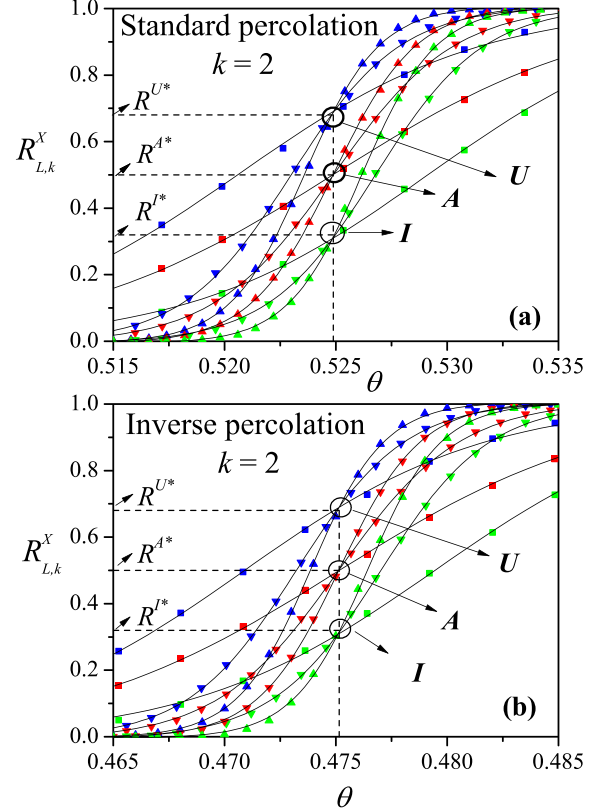 Standard percolation
k = 2
R^{U*}
R^{A*}
R^{I*}
R^X_{L,k}
U
A
I
(a)
1.0
0.8
0.6
0.4
0.2
0.0
0.515 0.520 0.525 0.530 0.535
θ
Inverse percolation
k = 2
R^{U*}
R^{A*}
R^{I*}
R^X_{L,k}
U
A
I
(b)
1.0
0.8
0.6
0.4
0.2
0.0
0.465 0.470 0.475 0.480 0.485
θ